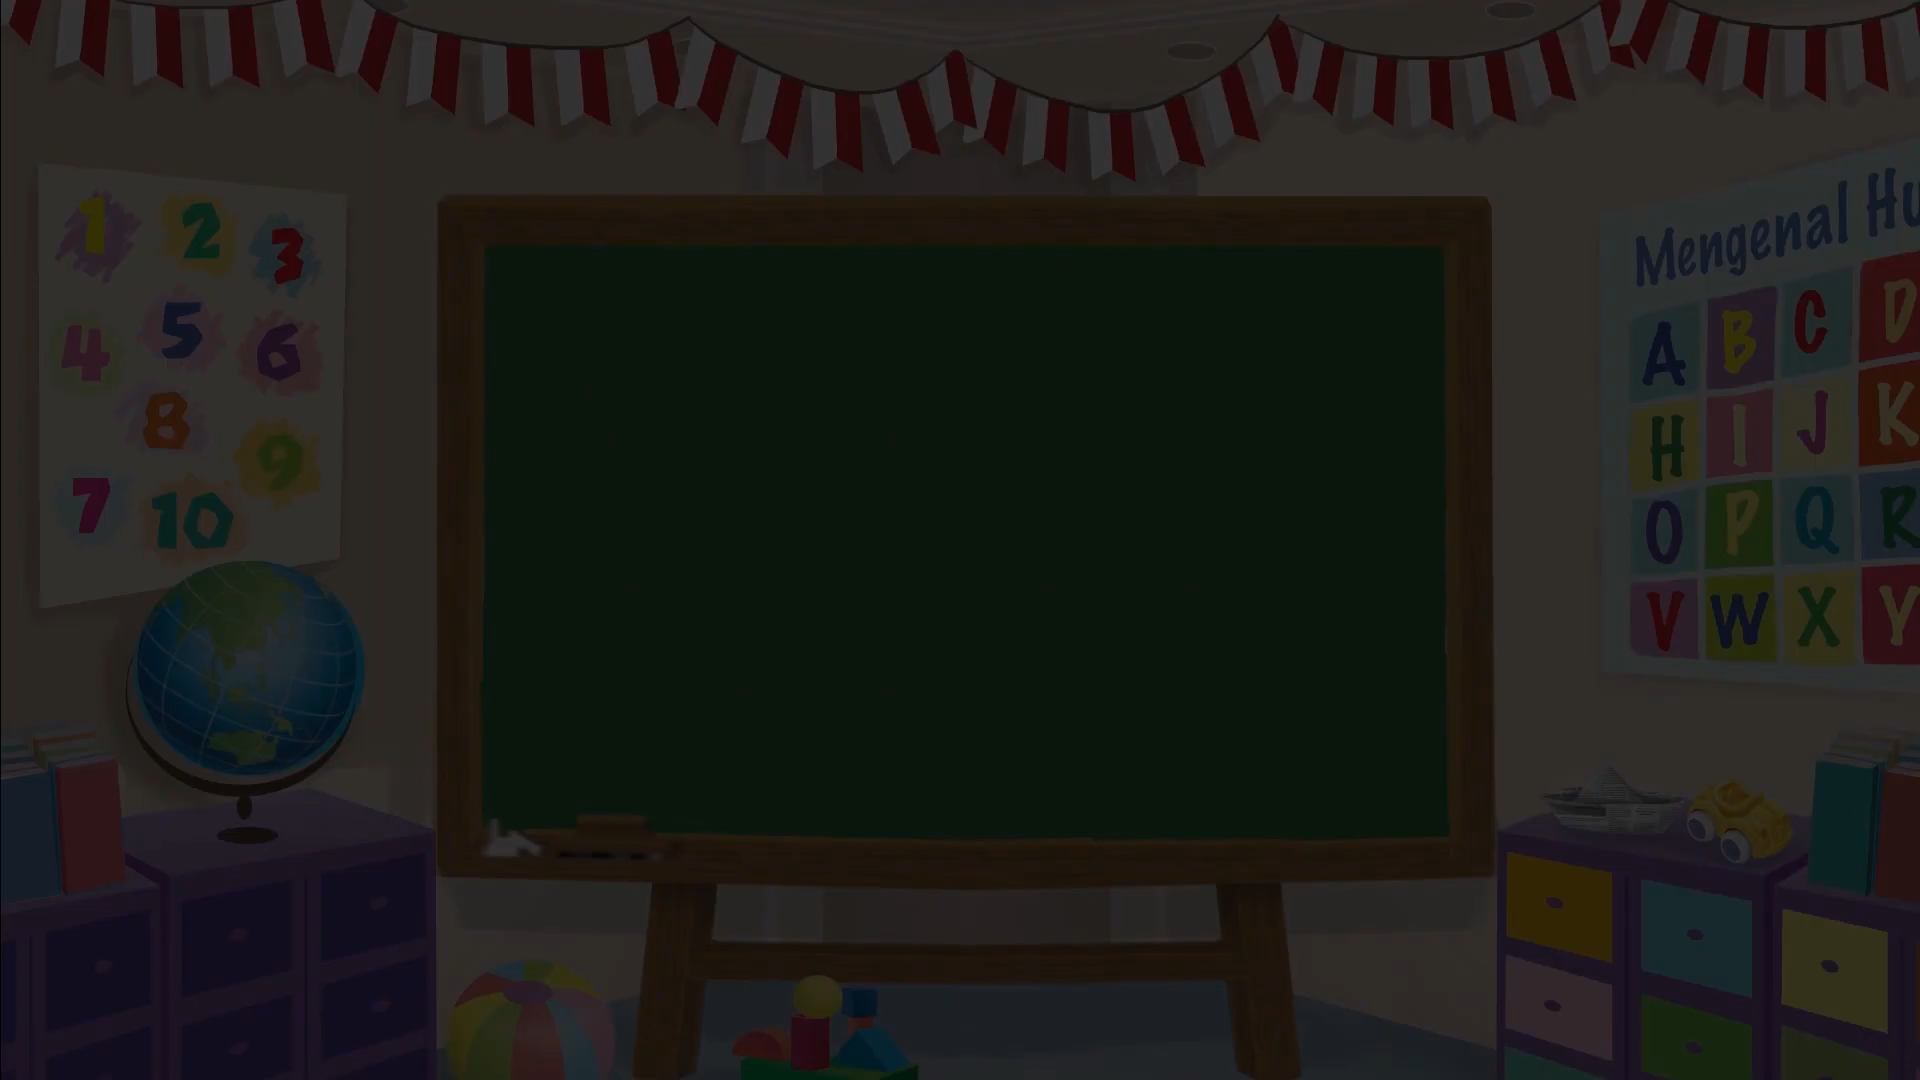 1 2 3
4 5 6
8 9
7 10
Mengenal Hu
A B C D
H I J K
O P Q R
V W X Y